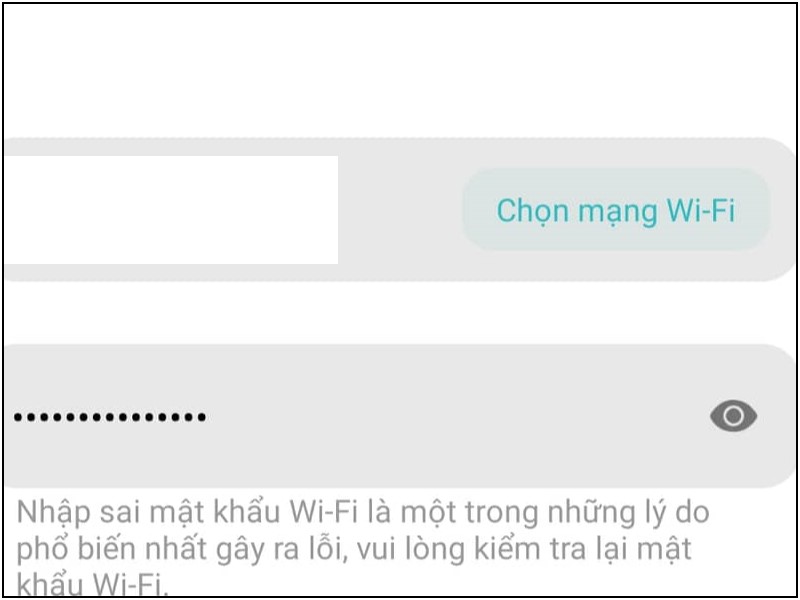 Chọn mạng Wi-Fi
•••••••••••••••
Nhập sai mật khẩu Wi-Fi là một trong những lý do
phổ biến nhất gây ra lỗi, vui lòng kiểm tra lại mật
khẩu Wi-Fi.